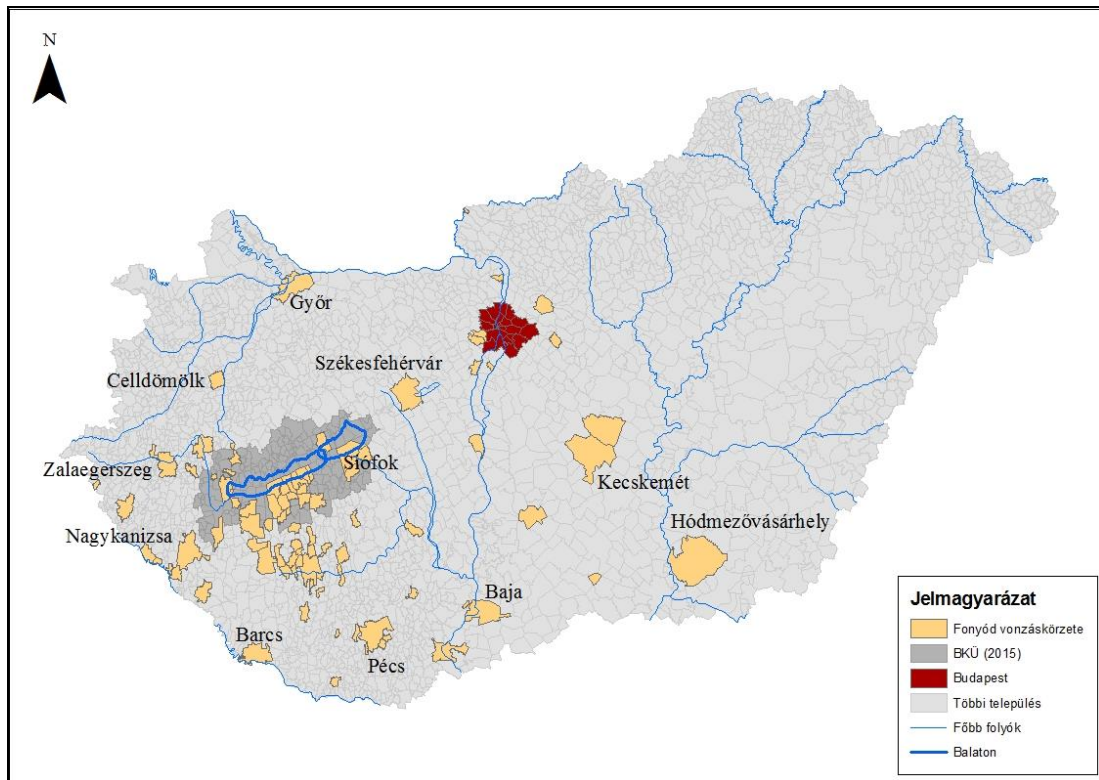 N
Győr
Székesfehérvár
Celldömölk
Zalaegerszeg
Siófok
Kecskemét
Nagykanizsa
Hódmezővásárhely
Baja
Barcs
Pécs
Jelmagyarázat
Fonyód vonzáskörzete
BKÜ (2015)
Budapest
Többi település
Főbb folyók
Balaton